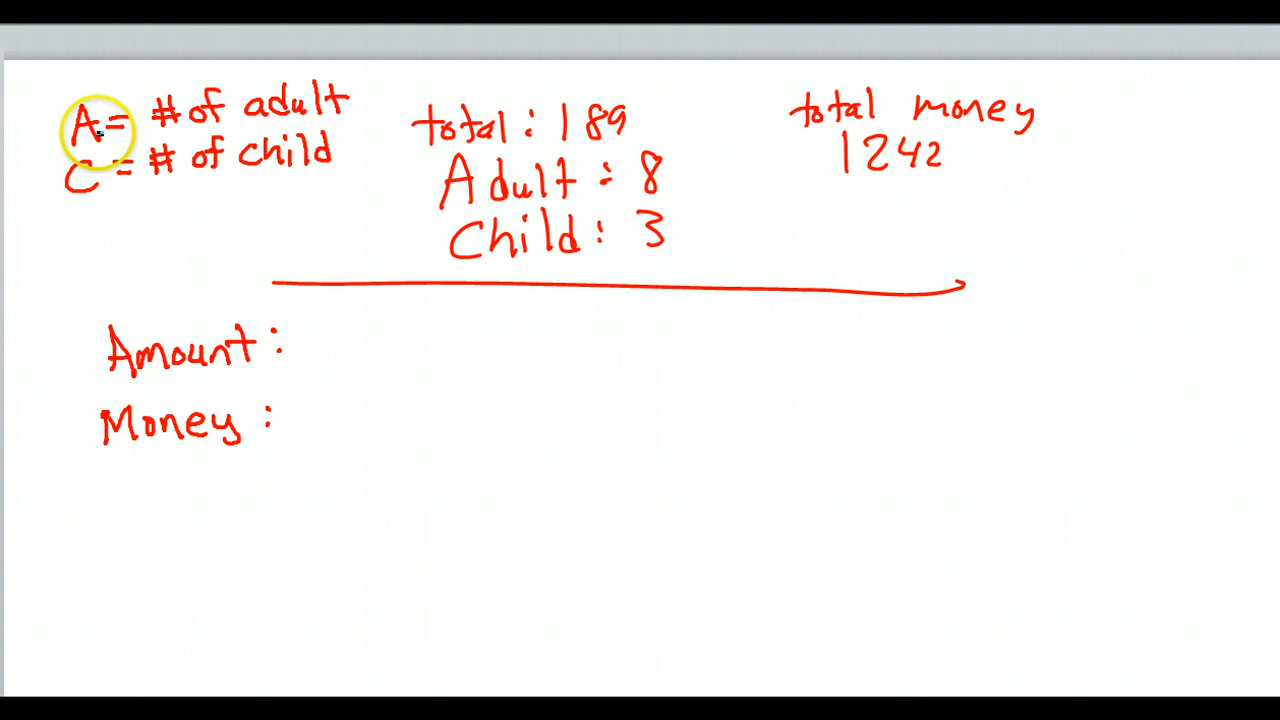 A = # of adult
C = # of child
total : 189
Adult : 8
Child : 3
total money
1242
Amount :
Money :